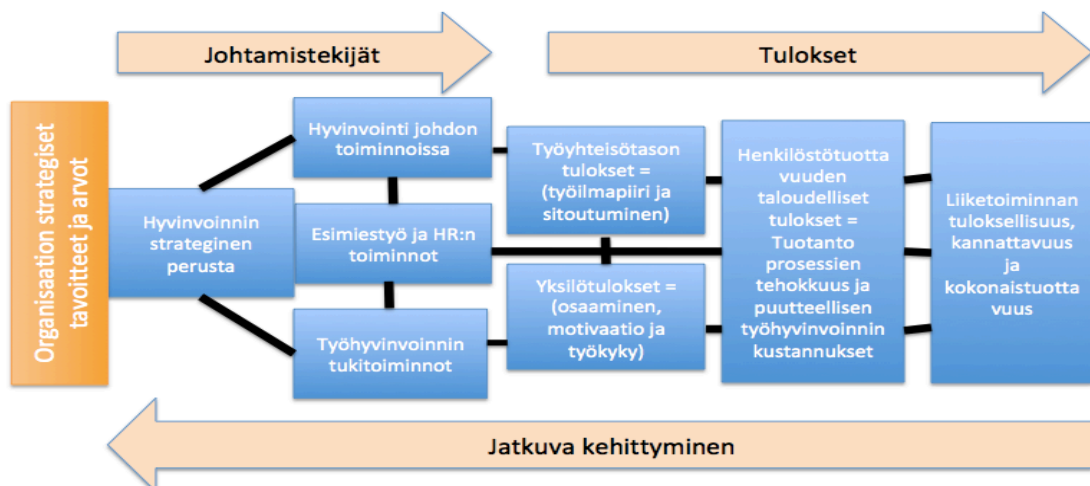 Johtamistekijät
Tulokset
Organisaation strategiset
tavoitteet ja arvot
Hyvinvoinnin
strateginen
perusta
Hyvinvointi johdon
toiminnoissa
Esimiestyö ja HR:n
toiminnot
Työhyvinvoinnin
tukitoiminnot
Työyhteisötason
tulokset =
(työilmapiiri ja
sitoutuminen)
Yksilötulokset =
(osaaminen,
motivaatio ja
työkyky)
Henkilöstötuotta
vuuden
taloudelliset
tulokset =
Tuotanto
prosessien
tehokkuus ja
puutteellisen
työhyvinvoinnin
kustannukset
Liiketoiminnan
tuloksellisuus,
kannattavuus
ja
kokonaistuotta
vuus
Jatkuva kehittyminen